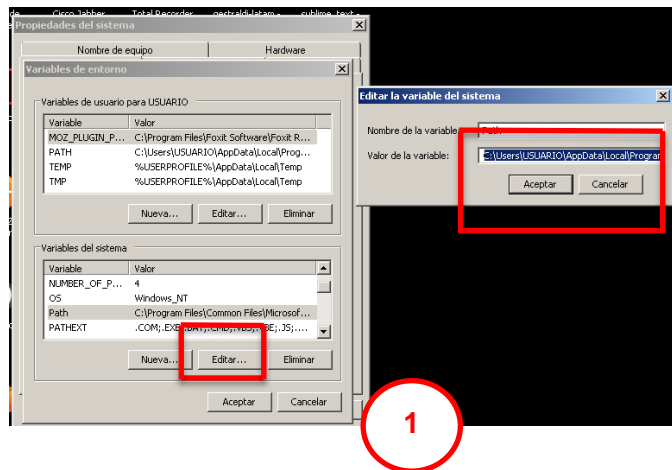 Cisco Jabber Total Recorder gestraldi-latam - sublime_text -
Propiedades del sistema
Nombre de equipo Hardware
Variables de entorno
Variables de usuario para USUARIO
Variable Valor
MOZ_PLUGIN_P... C:\Program Files\Foxit Software\Foxit R...
PATH C:\Users\USUARIO\AppData\Local\Prog...
TEMP %USERPROFILE%\AppData\Local\Temp
TMP %USERPROFILE%\AppData\Local\Temp
Nueva... Editar... Eliminar
Variables del sistema
Variable Valor
NUMBER_OF_P... 4
OS Windows_NT
Path C:\Program Files\Common Files\Microsof...
PATHEXT .COM;.EXE;.BAT;.CMD;.VBS;.VBE;.JS;....
Nueva... Editar... Eliminar
Aceptar Cancelar
Editar la variable del sistema
Nombre de la variable: Path
Valor de la variable: C:\Users\USUARIO\AppData\Local\Program
Aceptar Cancelar
1